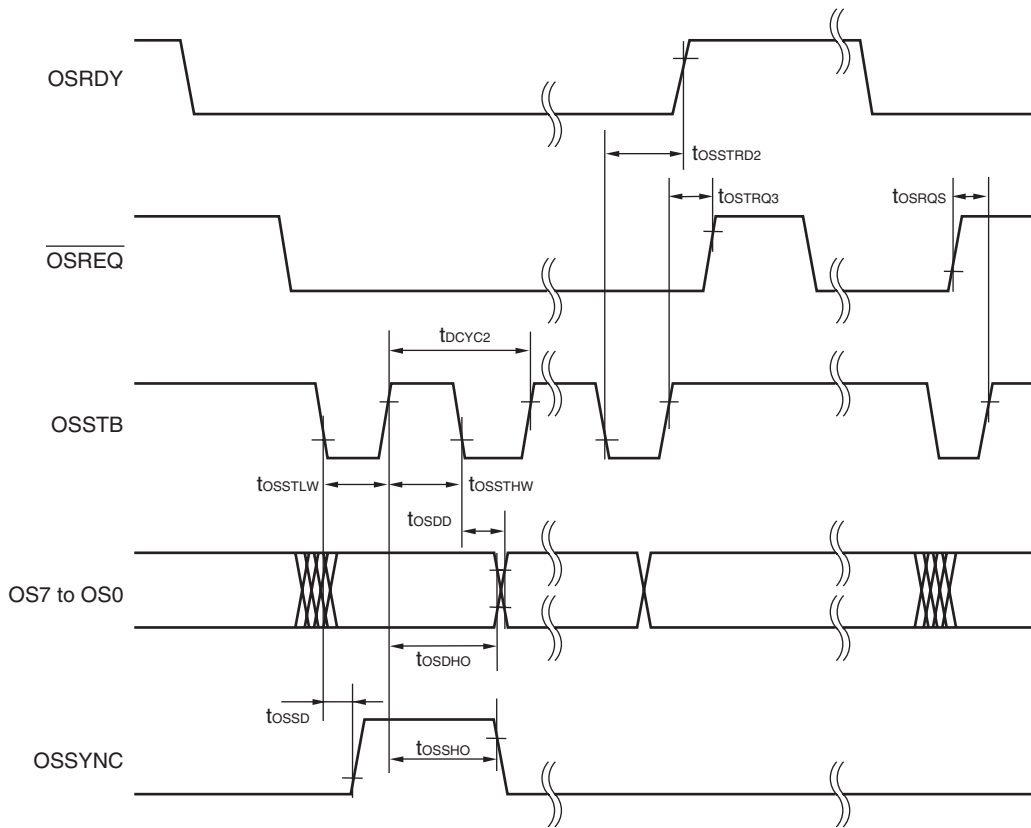 OSRDY
tOSSTRD2
tOSTRQ3
tOSRQS
OSREQ
tDCYC2
OSSTB
tOSSTLW
tOSSTHW
tOSDD
OS7 to OS0
tOSDHO
tOSSD
tOSSHO
OSSYNC